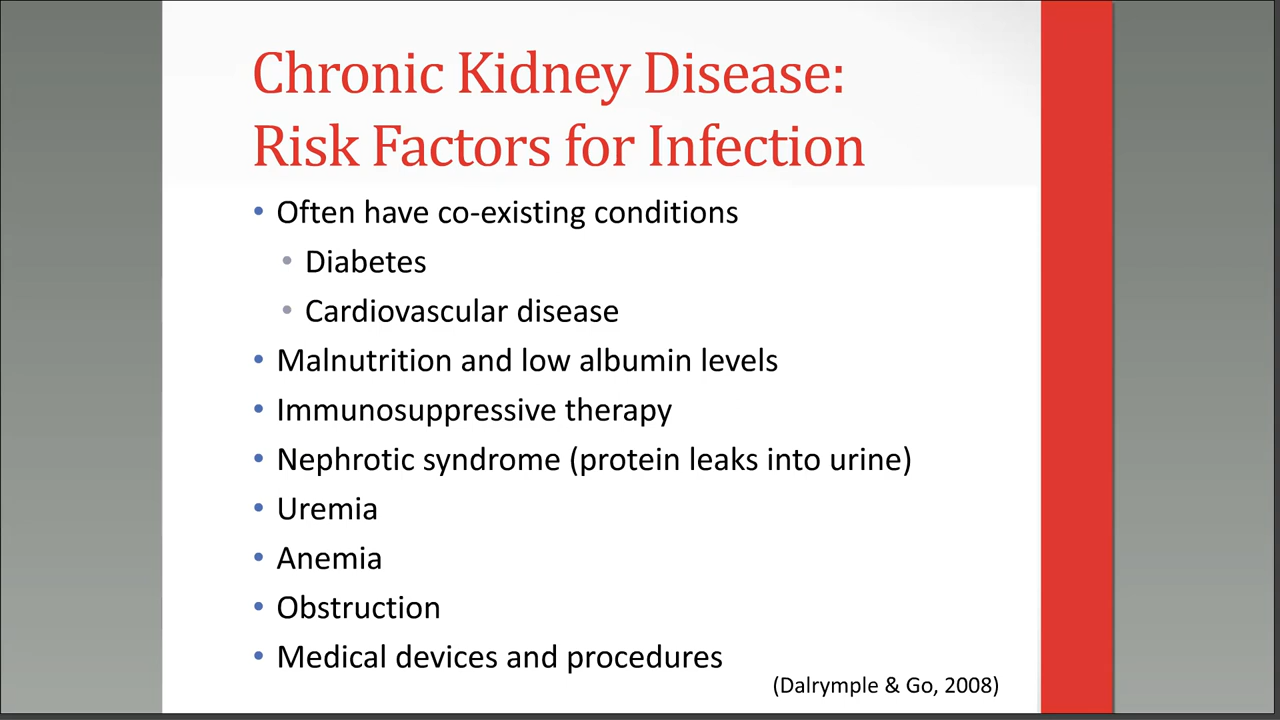 Chronic Kidney Disease:
Risk Factors for Infection
• Often have co-existing conditions
• Diabetes
• Cardiovascular disease
• Malnutrition and low albumin levels
• Immunosuppressive therapy
• Nephrotic syndrome (protein leaks into urine)
• Uremia
• Anemia
• Obstruction
• Medical devices and procedures
(Dalrymple & Go, 2008)